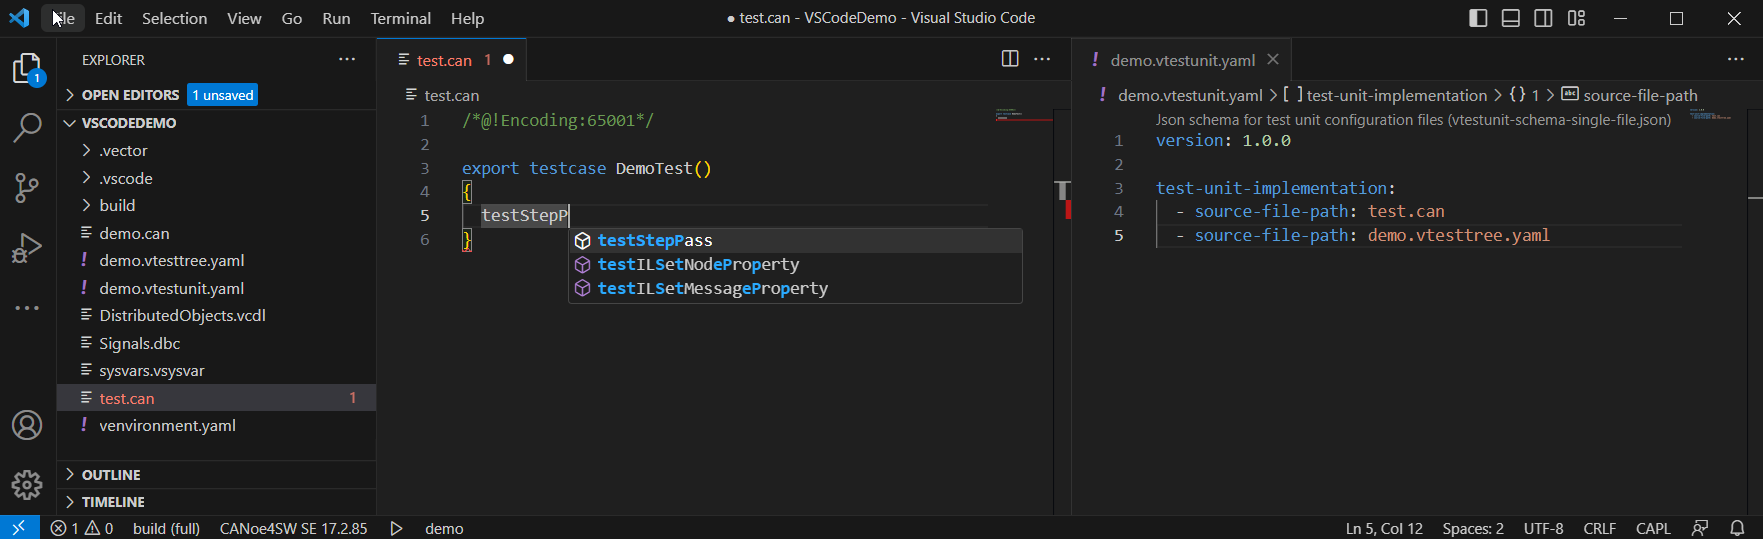 File Edit Selection View Go Run Terminal Help
● test.can - VSCodeDemo - Visual Studio Code
EXPLORER
OPEN EDITORS 1 unsaved
VSCODEDEMO
.vector
.vscode
build
demo.can
! demo.vtesttree.yaml
! demo.vtestunit.yaml
DistributedObjects.vcdl
Signals.dbc
sysvars.vsysvar
test.can 1
! venvironment.yaml
OUTLINE
TIMELINE
1
test.can 1 ●
test.can
1 /*@!Encoding:65001*/
2
3 export testcase DemoTest()
4 {
5 testStepP
6 }
testStepPass
testILSetNodeProperty
testILSetMessageProperty
! demo.vtestunit.yaml
! demo.vtestunit.yaml > [ ] test-unit-implementation > {} 1 > abc source-file-path
Json schema for test unit configuration files (vtestunit-schema-single-file.json)
1 version: 1.0.0
2
3 test-unit-implementation:
4 - source-file-path: test.can
5 - source-file-path: demo.vtesttree.yaml
1 0 build (full) CANoe4SW SE 17.2.85 demo
Ln 5, Col 12 Spaces: 2 UTF-8 CRLF CAPL